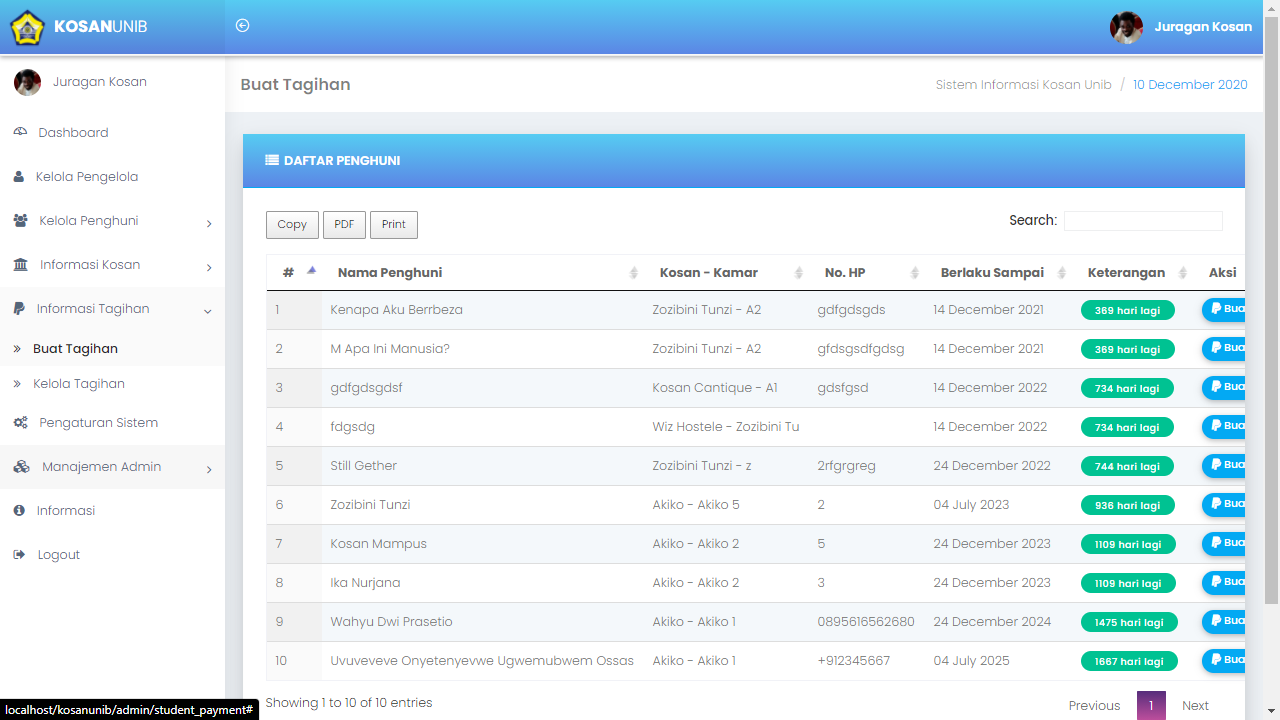 KOSANUNIB
Juragan Kosan
Juragan Kosan
Buat Tagihan
Sistem Informasi Kosan Unib / 10 December 2020
Dashboard
Kelola Pengelola
Kelola Penghuni
Informasi Kosan
Informasi Tagihan
Buat Tagihan
Kelola Tagihan
Pengaturan Sistem
Manajemen Admin
Informasi
Logout
DAFTAR PENGHUNI
Copy PDF Print Search:
# Nama Penghuni Kosan - Kamar No. HP Berlaku Sampai Keterangan Aksi
1 Kenapa Aku Berrbeza Zozibini Tunzi - A2 gdfgdsgds 14 December 2021 369 hari lagi Bua
2 M Apa Ini Manusia? Zozibini Tunzi - A2 gfdsgsdfgdsg 14 December 2021 369 hari lagi Bua
3 gdfgdsgdsf Kosan Cantique - A1 gdsfgsd 14 December 2022 734 hari lagi Bua
4 fdgsdg Wiz Hostele - Zozibini Tu 14 December 2022 734 hari lagi Bua
5 Still Gether Zozibini Tunzi - z 2rfgrgreg 24 December 2022 744 hari lagi Bua
6 Zozibini Tunzi Akiko - Akiko 5 2 04 July 2023 936 hari lagi Bua
7 Kosan Mampus Akiko - Akiko 2 5 24 December 2023 1109 hari lagi Bua
8 Ika Nurjana Akiko - Akiko 2 3 24 December 2023 1109 hari lagi Bua
9 Wahyu Dwi Prasetio Akiko - Akiko 1 0895616562680 24 December 2024 1475 hari lagi Bua
10 Uvuveveve Onyetenyevwe Ugwemubwem Ossas Akiko - Akiko 1 +912345667 04 July 2025 1667 hari lagi Bua
Showing 1 to 10 of 10 entries
Previous 1 Next
localhost/kosanunib/admin/student_payment#